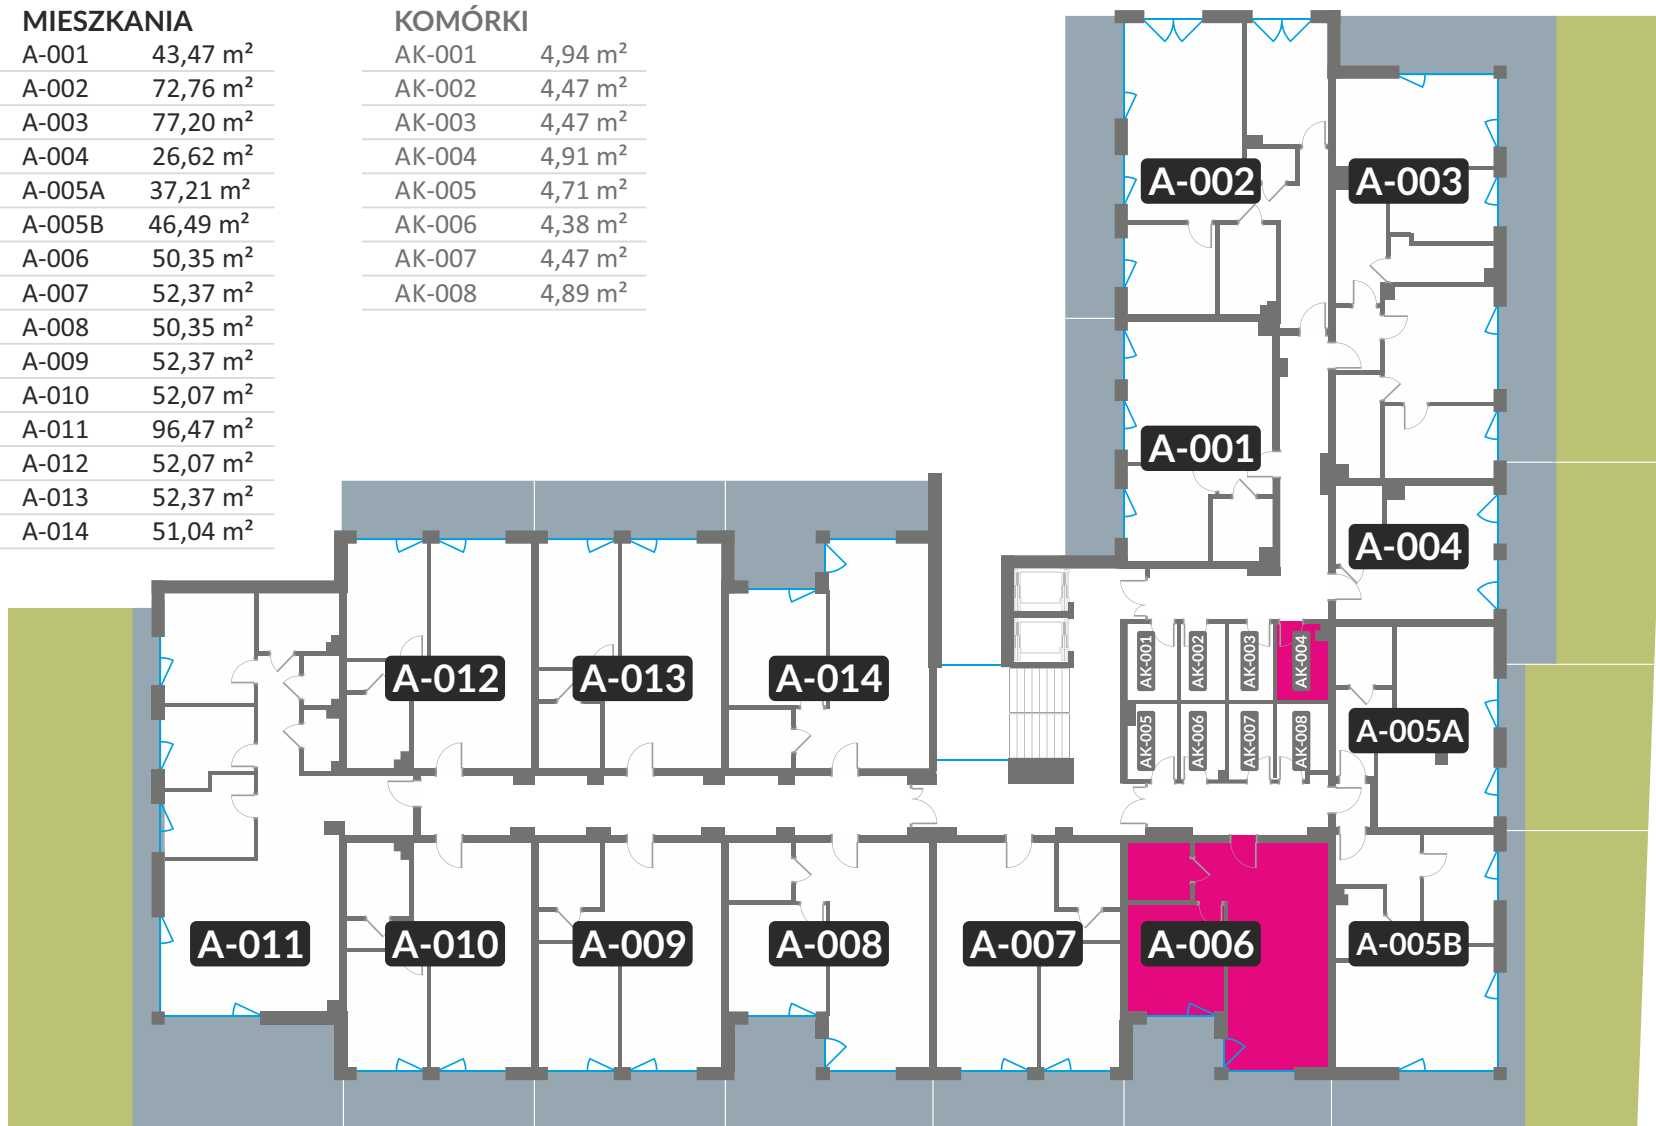 MIESZKANIA
A-001 43,47 m²
A-002 72,76 m²
A-003 77,20 m²
A-004 26,62 m²
A-005A 37,21 m²
A-005B 46,49 m²
A-006 50,35 m²
A-007 52,37 m²
A-008 50,35 m²
A-009 52,37 m²
A-010 52,07 m²
A-011 96,47 m²
A-012 52,07 m²
A-013 52,37 m²
A-014 51,04 m²
KOMÓRKI
AK-001 4,94 m²
AK-002 4,47 m²
AK-003 4,47 m²
AK-004 4,91 m²
AK-005 4,71 m²
AK-006 4,38 m²
AK-007 4,47 m²
AK-008 4,89 m²
A-002
A-003
A-001
A-004
AK-001
AK-002
AK-003
AK-004
A-012
A-013
A-014
AK-005
AK-006
AK-007
AK-008
A-005A
A-011
A-010
A-009
A-008
A-007
A-006
A-005B